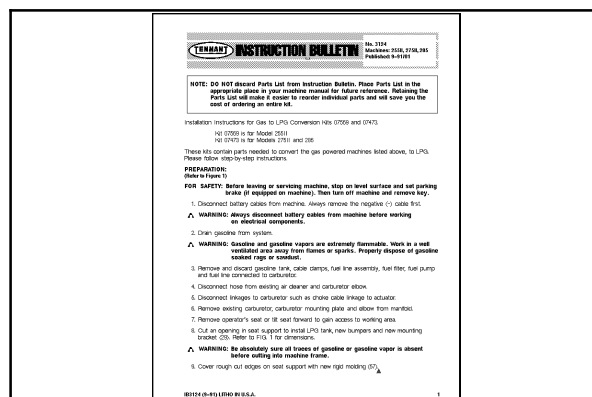 TENNANT INSTRUCTION BULLETIN
No. 3124
Machines: 255II, 275II, 285
Published: 9-91/01
NOTE: DO NOT discard Parts List from Instruction Bulletin. Place Parts List in the
appropriate place in your machine manual for future reference. Retaining the
Parts List will make it easier to reorder individual parts and will save you the
cost of ordering an entire kit.
Installation Instructions for Gas to LPG Conversion Kits 07559 and 07473.
Kit 07559 is for Model 255II
Kit 07473 is for Models 275II and 285
These kits contain parts needed to convert the gas powered machines listed above, to LPG.
Please follow step-by-step instructions.
PREPARATION:
(Refer to Figure 1)
FOR SAFETY: Before leaving or servicing machine, stop on level surface and set parking
brake (if equipped on machine). Then turn off machine and remove key.
1. Disconnect battery cables from machine. Always remove the negative (-) cable first.
WARNING: Always disconnect battery cables from machine before working
on electrical components.
2. Drain gasoline from system.
WARNING: Gasoline and gasoline vapors are extremely flammable. Work in a well
ventilated area away from flames or sparks. Properly dispose of gasoline
soaked rags or sawdust.
3. Remove and discard gasoline tank, cable clamps, fuel line assembly, fuel filter, fuel pump
and fuel line connected to carburetor.
4. Disconnect hose from existing air cleaner and carburetor elbow.
5. Disconnect linkages to carburetor such as choke cable linkage to actuator.
6. Remove existing carburetor, carburetor mounting plate and elbow from manifold.
7. Remove operator's seat or tilt seat forward to gain access to working area.
8. Cut an opening in seat support to install LPG tank, new bumpers and new mounting
bracket (29). Refer to FIG. 1 for dimensions.
WARNING: Be absolutely sure all traces of gasoline or gasoline vapor is absent
before cutting into machine frame.
9. Cover rough cut edges on seat support with new rigid molding (57).
IB3124 (9-91) LITHO IN U.S.A.
1